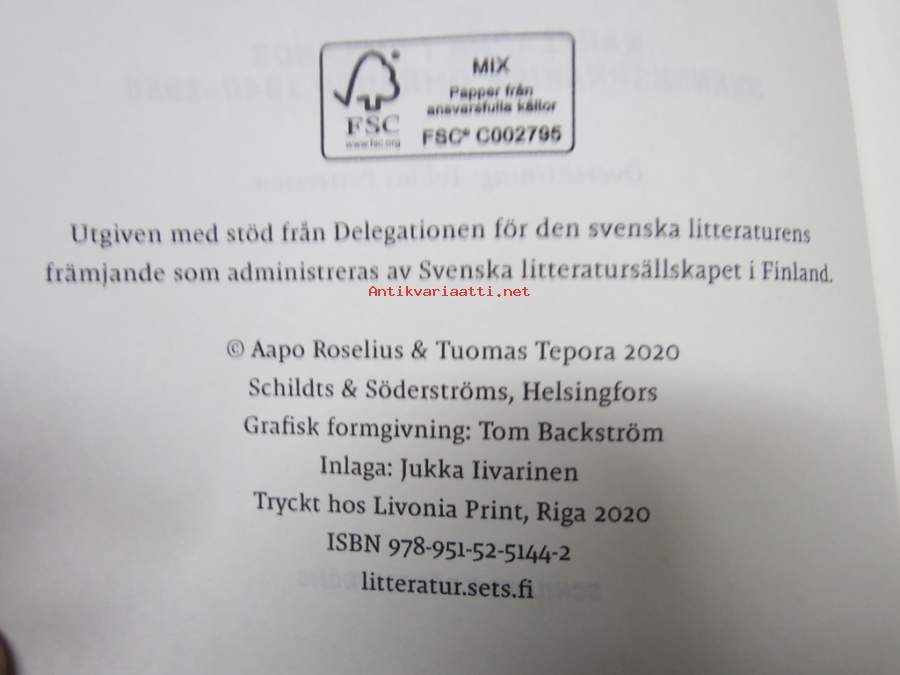 MIX
Papper från
ansvarsfulla källor
FSC® C002795
FSC
www.fsc.org
Utgiven med stöd från Delegationen för den svenska litteraturens
främjande som administreras av Svenska litteratursällskapet i Finland.
Antikvariaatti.net
© Aapo Roselius & Tuomas Tepora 2020
Schildts & Söderströms, Helsingfors
Grafisk formgivning: Tom Backström
Inlaga: Jukka Iivarinen
Tryckt hos Livonia Print, Riga 2020
ISBN 978-951-52-5144-2
litteratur.sets.fi